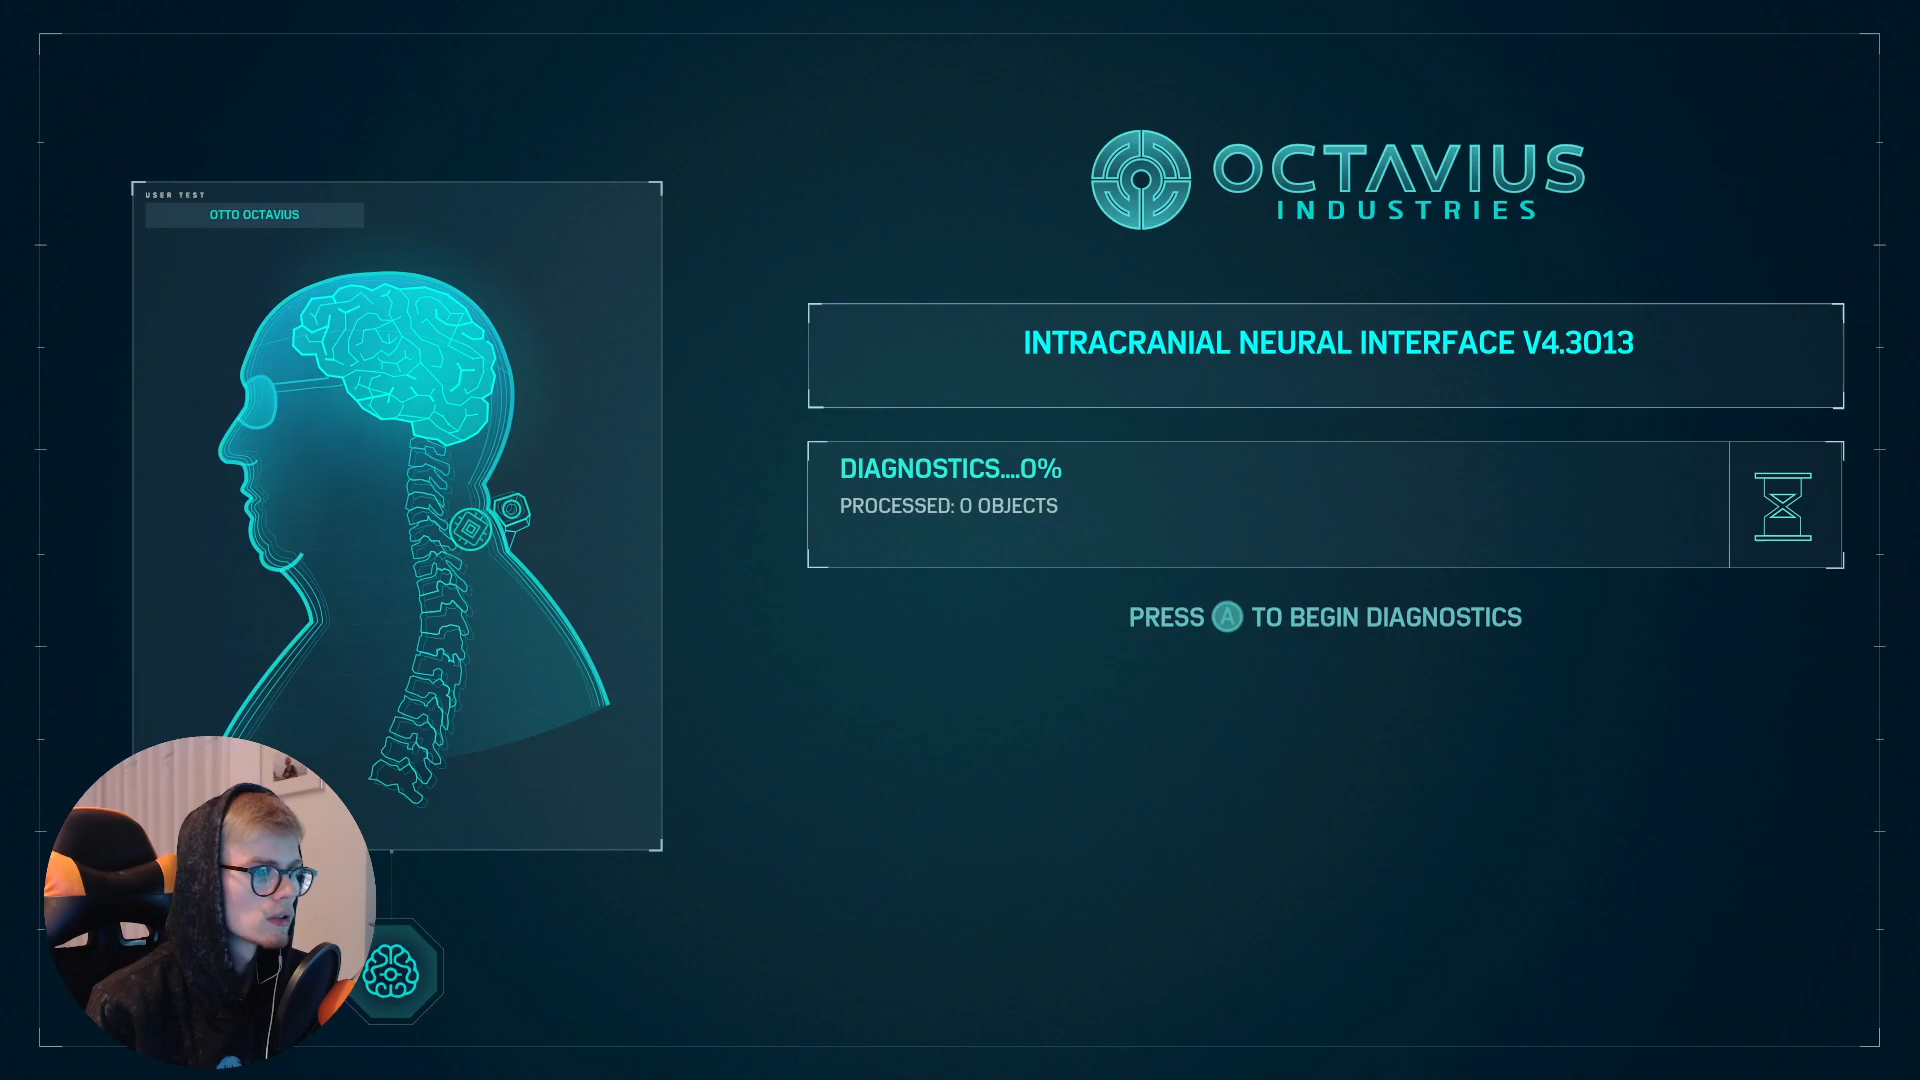 USER TEST
OTTO OCTAVIUS
OCTAVIUS
INDUSTRIES
INTRACRANIAL NEURAL INTERFACE V4.3013
DIAGNOSTICS....0%
PROCESSED: 0 OBJECTS
PRESS A TO BEGIN DIAGNOSTICS